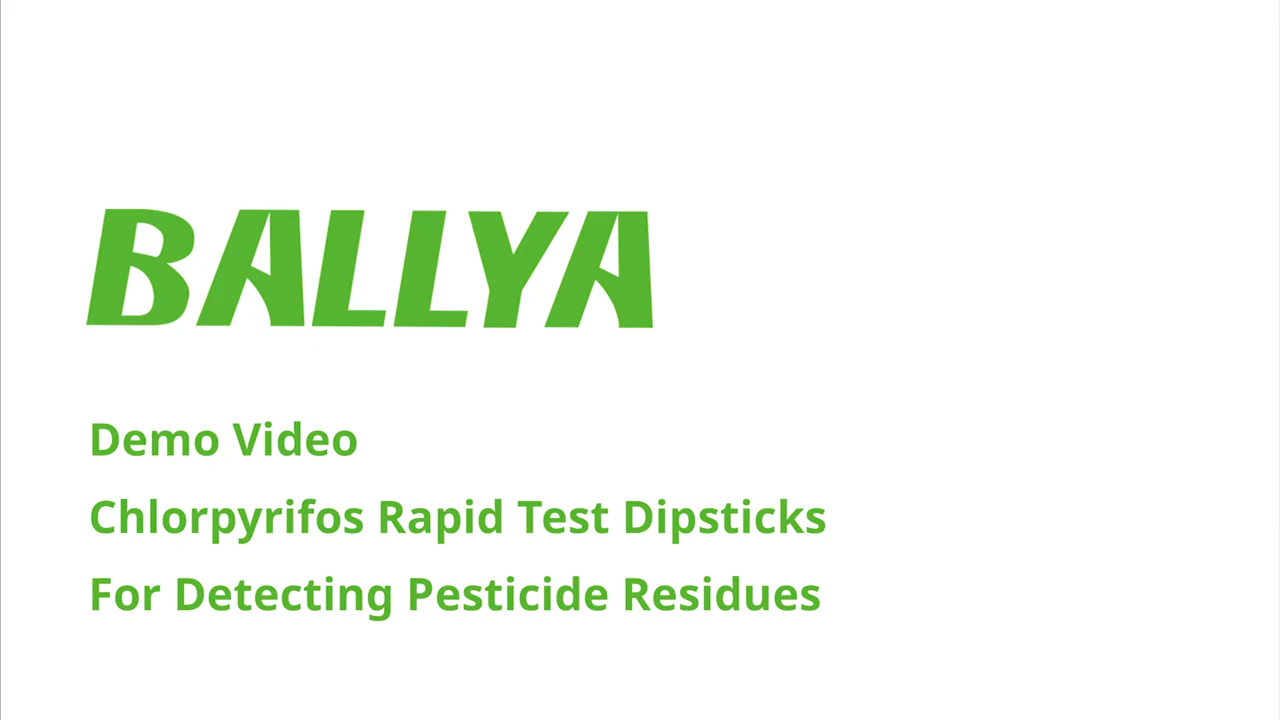 BALLYA
Demo Video
Chlorpyrifos Rapid Test Dipsticks
For Detecting Pesticide Residues